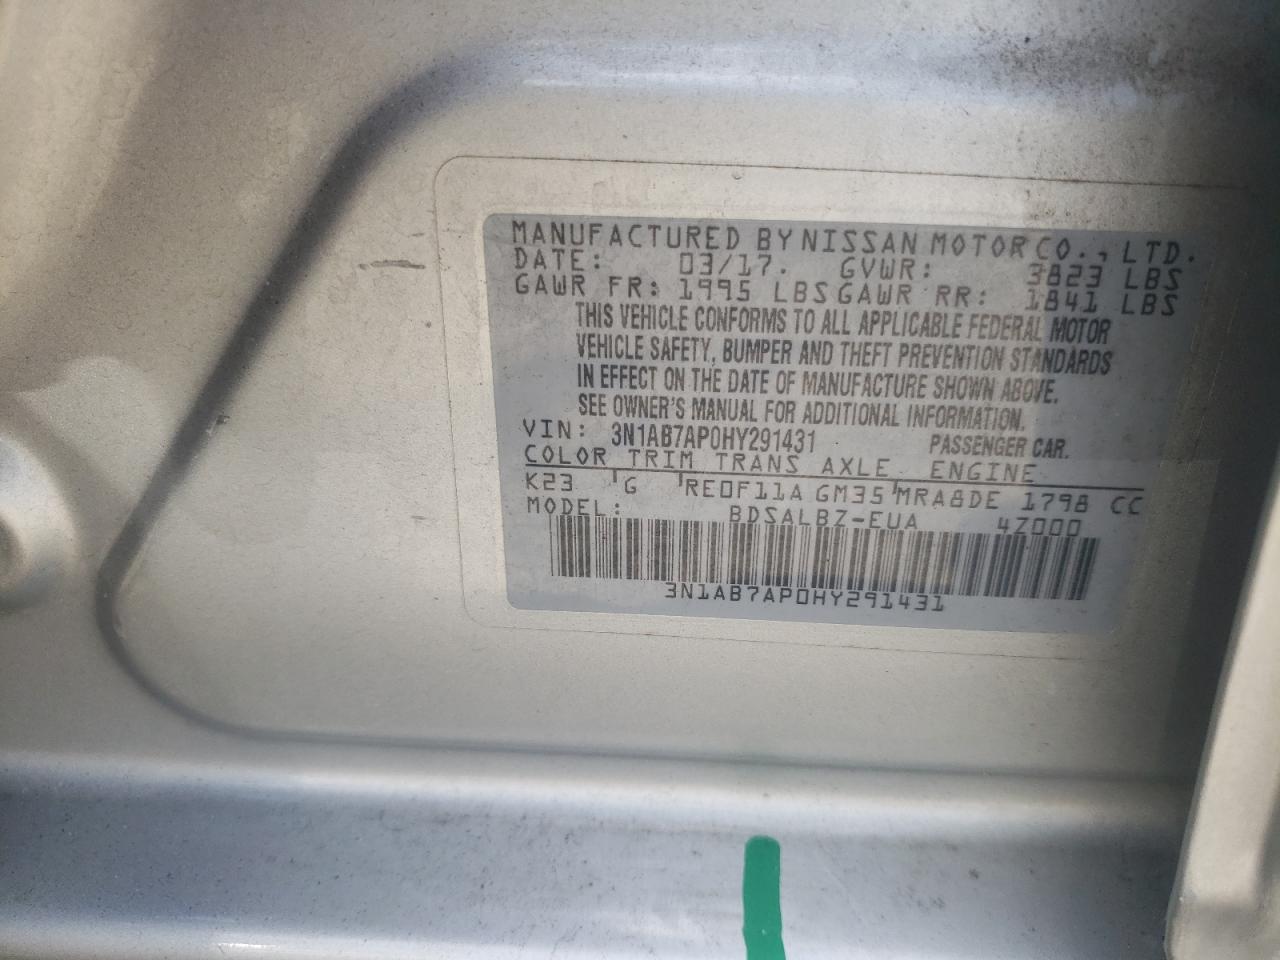 MANUFACTURED BY NISSAN MOTOR CO., LTD.
DATE: 03/17. GVWR: 3823 LBS
GAWR FR: 1995 LBS GAWR RR: 1841 LBS
THIS VEHICLE CONFORMS TO ALL APPLICABLE FEDERAL MOTOR
VEHICLE SAFETY, BUMPER AND THEFT PREVENTION STANDARDS
IN EFFECT ON THE DATE OF MANUFACTURE SHOWN ABOVE.
SEE OWNER'S MANUAL FOR ADDITIONAL INFORMATION.
VIN: 3N1AB7AP0HY291431 PASSENGER CAR.
COLOR TRIM TRANS AXLE ENGINE
K23 G RE0F11A GM35 MRA8DE 1798 CC
MODEL: BDSALBZ-EUA 4Z000
3N1AB7AP0HY291431